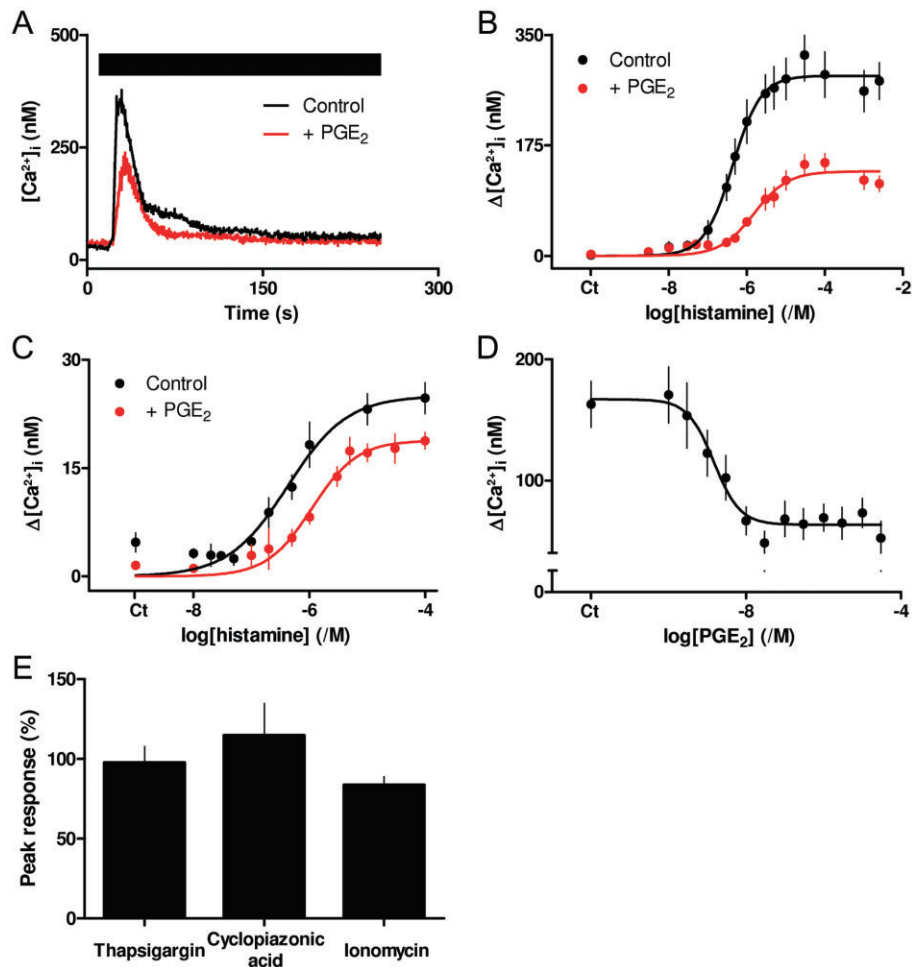 A
500
250
0
[Ca²⁺]ᵢ (nM)
Control
+ PGE₂
0 150 300
Time (s)
B
350
175
0
Δ[Ca²⁺]ᵢ (nM)
Control
+ PGE₂
Ct -8 -6 -4 -2
log[histamine] (/M)
C
30
15
0
Δ[Ca²⁺]ᵢ (nM)
Control
+ PGE₂
Ct -8 -6 -4
log[histamine] (/M)
D
200
100
0
Δ[Ca²⁺]ᵢ (nM)
Ct -8 -4
log[PGE₂] (/M)
E
150
100
50
0
Peak response (%)
Thapsigargin Cyclopiazonic acid Ionomycin